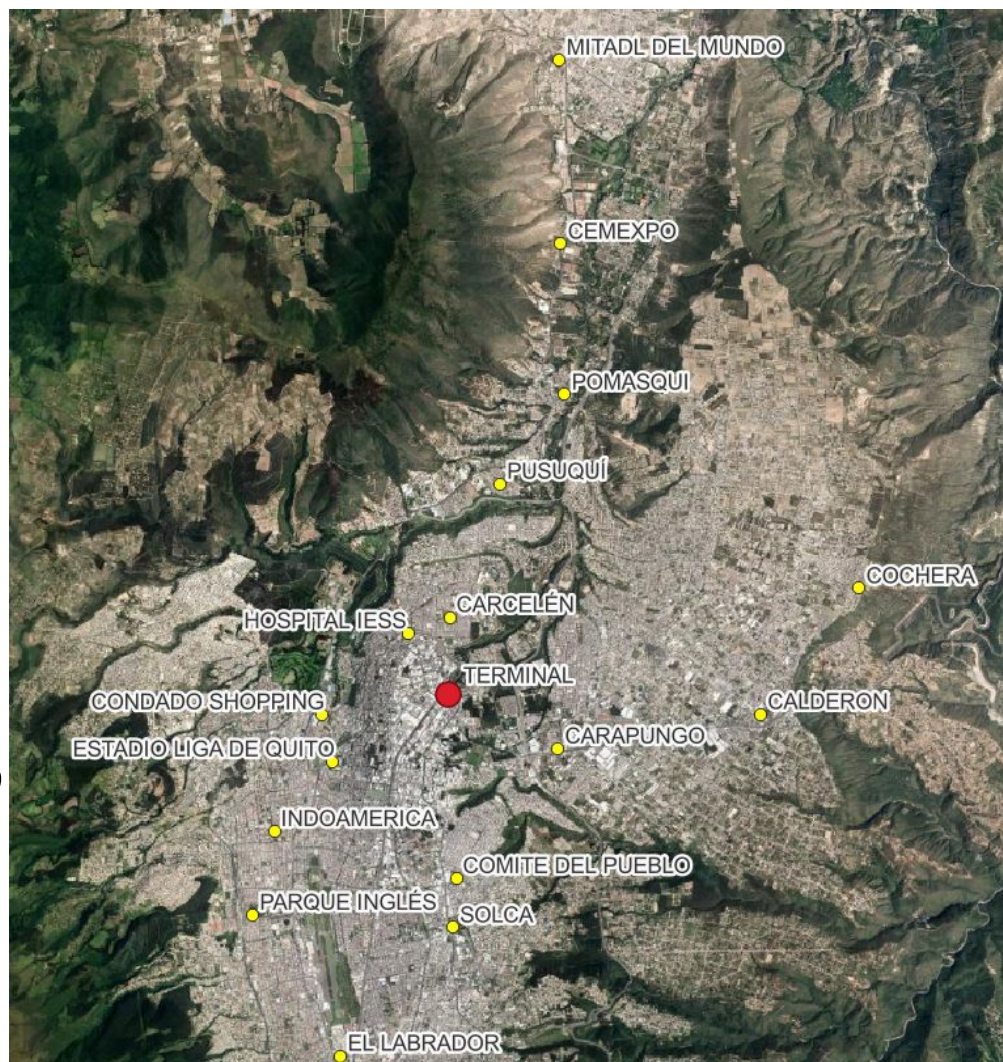 MITADL DEL MUNDO
CEMEXPO
POMASQUI
PUSUQUÍ
COCHERA
CARCELÉN
HOSPITAL IESS
TERMINAL
CONDADO SHOPPING
CALDERON
CARAPUNGO
ESTADIO LIGA DE QUITO
INDOAMERICA
COMITE DEL PUEBLO
PARQUE INGLÉS
SOLCA
EL LABRADOR